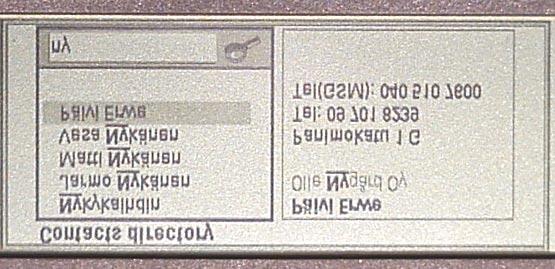 Contacts directory
Nykykaihdin
Jarmo Nykänen
Matti Nykänen
Vesa Nykänen
Päivi Erwe
ny
Päivi Erwe
Olle Nygård Oy
Panimokatu 1 G
Tel: 09 701 8239
Tel(GSM): 040 510 7600